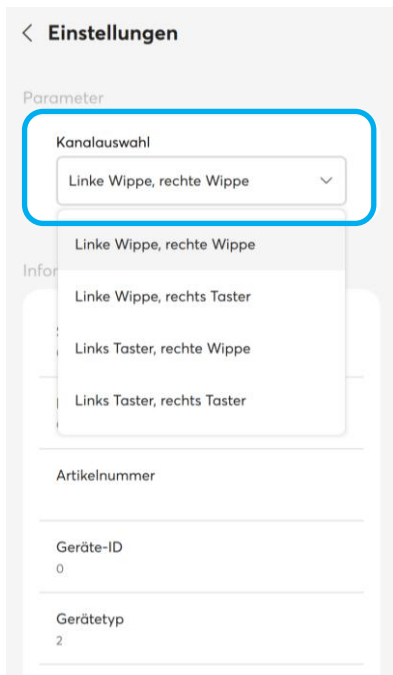 Einstellungen
Parameter
Kanalauswahl
Linke Wippe, rechte Wippe
Linke Wippe, rechte Wippe
Linke Wippe, rechts Taster
Links Taster, rechte Wippe
Links Taster, rechts Taster
Artikelnummer
Geräte-ID
0
Gerätetyp
2